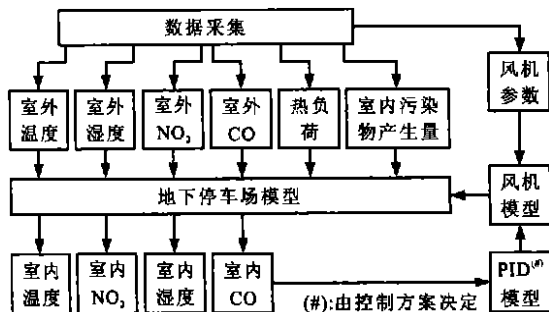 数据采集
室外
温度
室外
湿度
室外
NO₂
室外
CO
热负
荷
室内污染
物产生量
风机
参数
地下停车场模型
风机
模型
室内
温度
室内
NO₂
室内
湿度
室内
CO
PID(#)
模型
(#):由控制方案决定